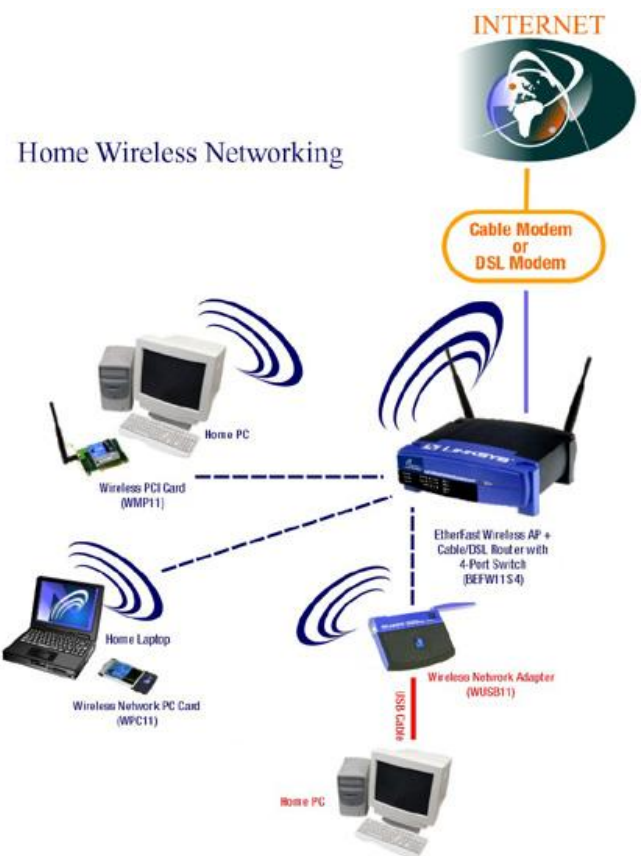 INTERNET
Home Wireless Networking
Cable Modem
or
DSL Modem
Home PC
Wireless PCI Card
(WMP11)
LINKSYS
EtherFast Wireless AP +
Cable/DSL Router with
4-Port Switch
(BEFW11S4)
Home Laptop
Wireless Network PC Card
(WPC11)
Wireless Network Adapter
(WUSB11)
USB Cable
Home PC